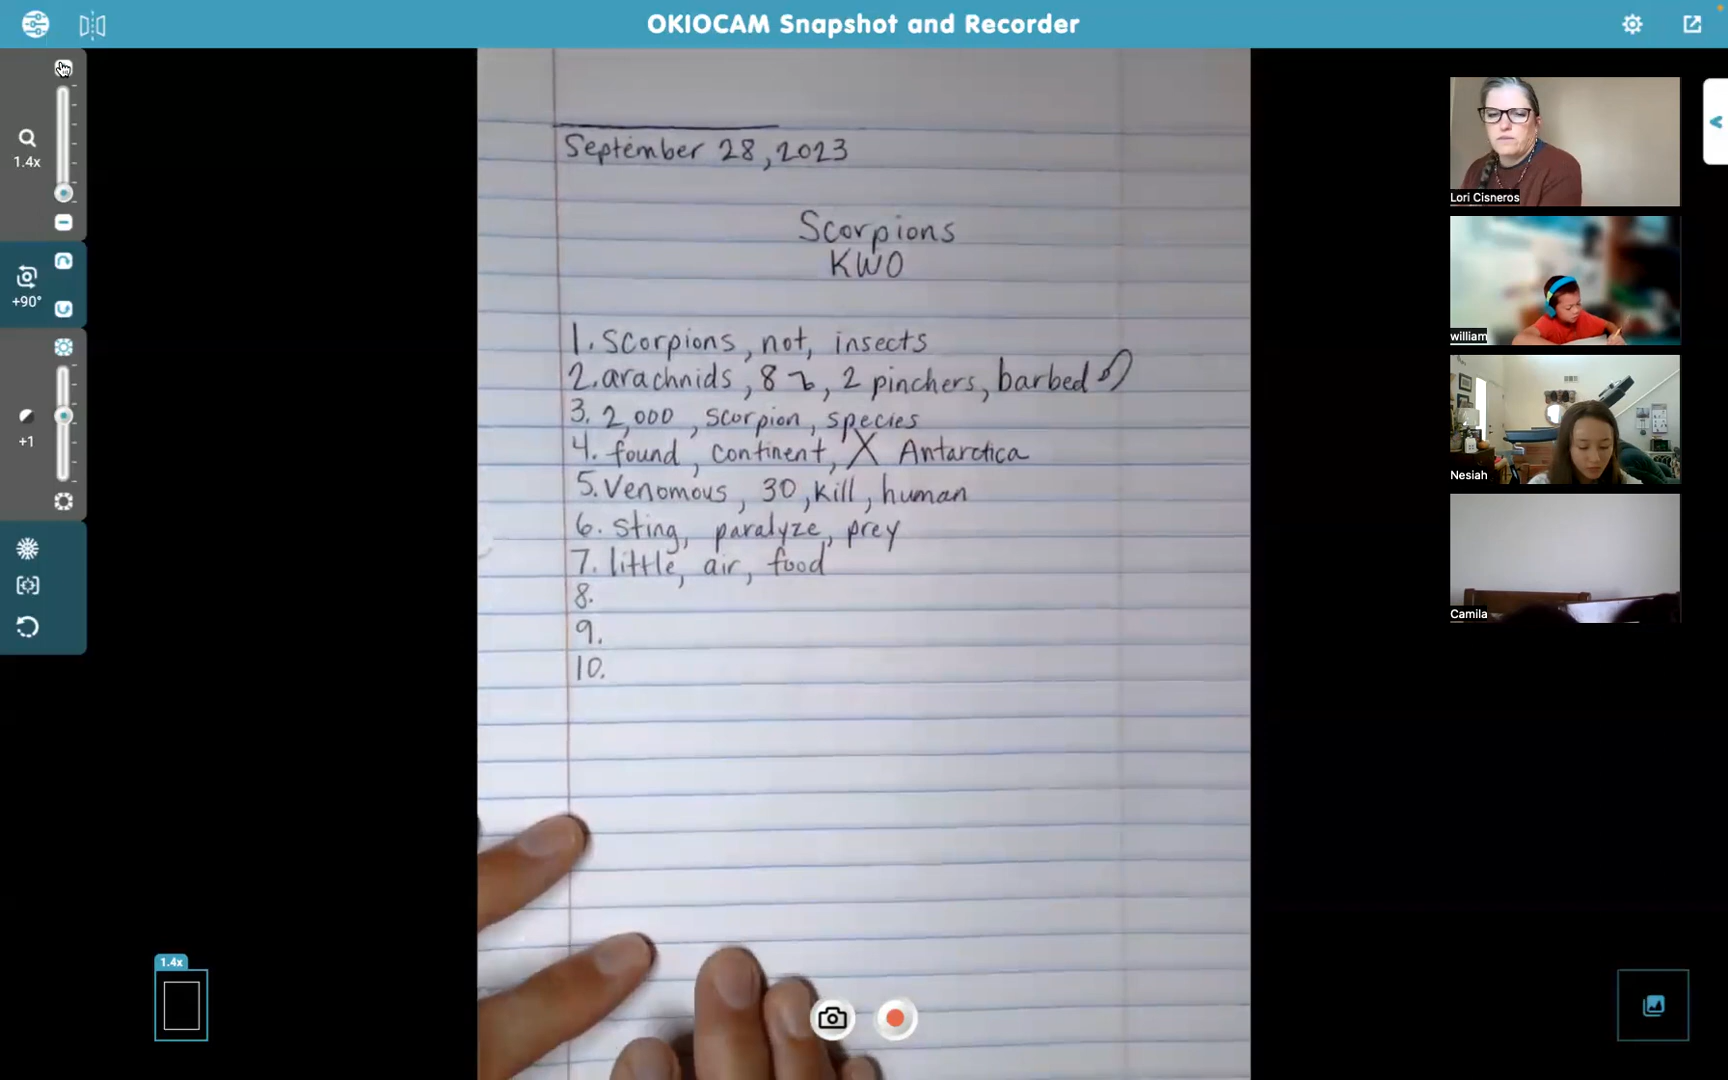 OKIOCAM Snapshot and Recorder
1.4x
+90°
+1
September 28, 2023
Scorpions
KWO
1. scorpions, not, insects
2. arachnids, 8, 2 pinchers, barbed
3. 2,000, scorpion, species
4. found, continent, X Antarctica
5. Venomous, 30, kill, human
6. sting, paralyze, prey
7. little, air, food
8.
9.
10.
Lori Cisneros
william
Nesiah
Camila
1.4x